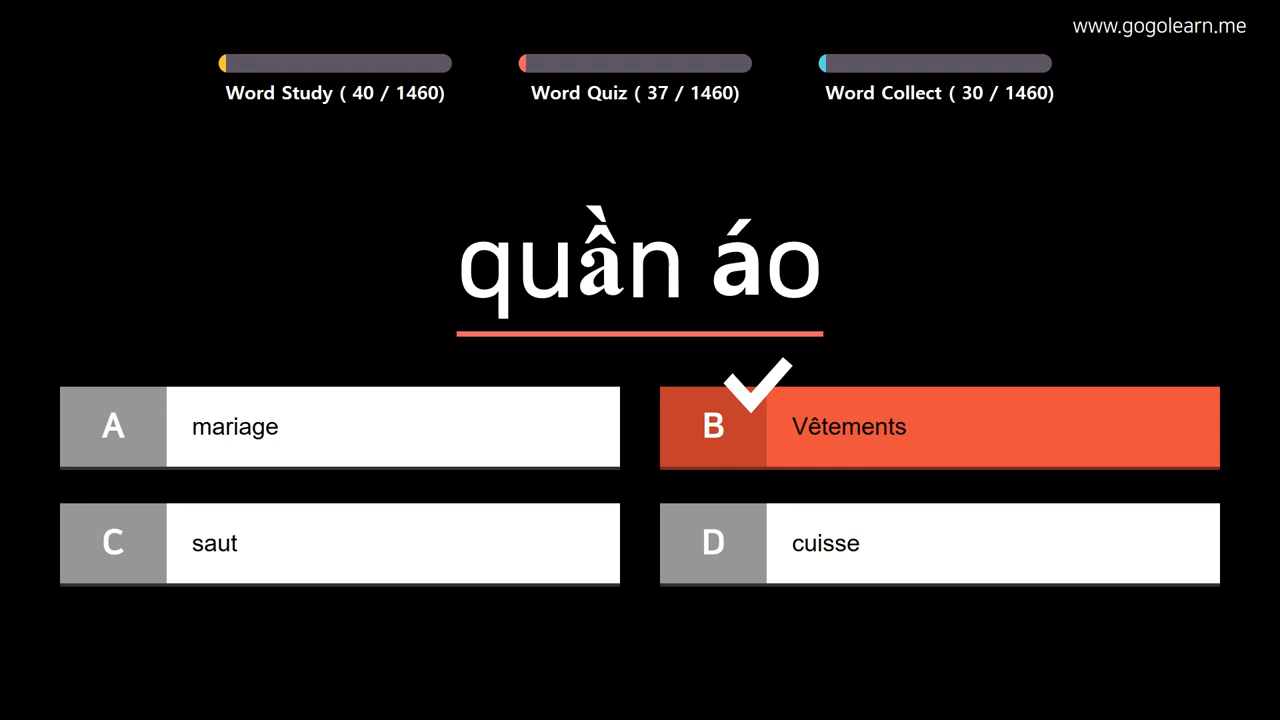 www.gogolearn.me
Word Study ( 40 / 1460)
Word Quiz ( 37 / 1460)
Word Collect ( 30 / 1460)
quần áo
A mariage
B Vêtements
C saut
D cuisse